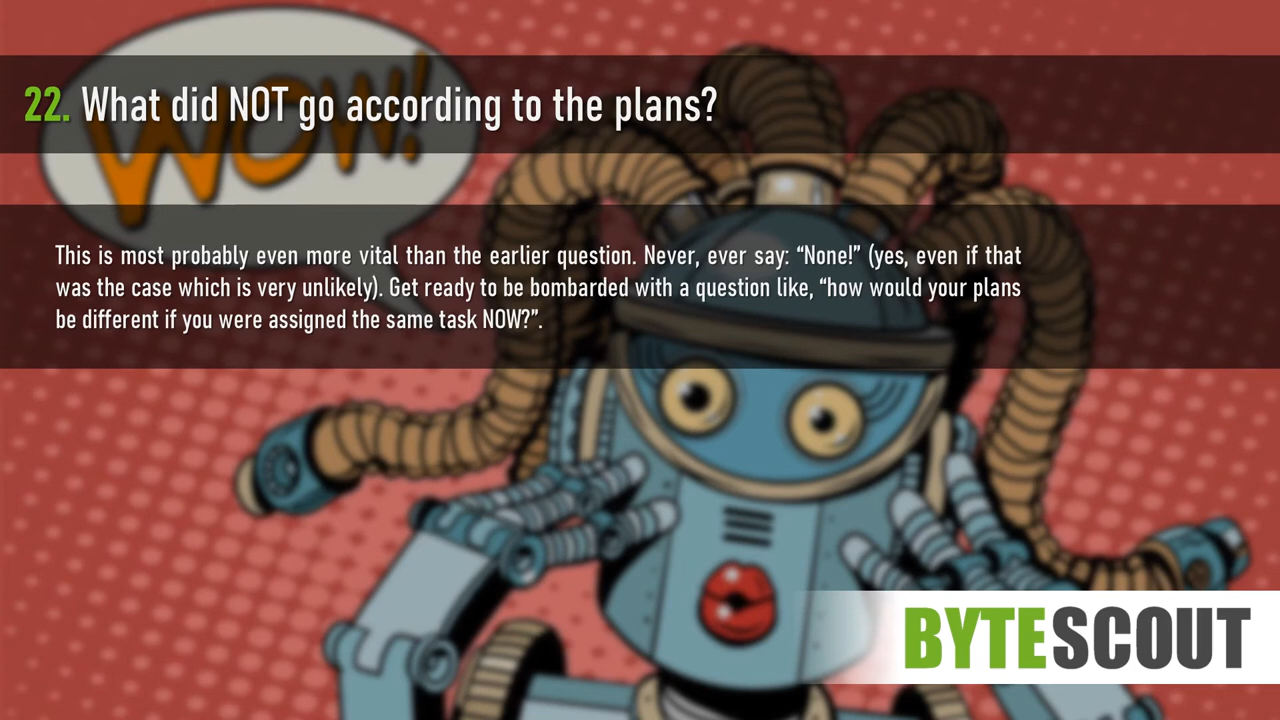 WOW!
22. What did NOT go according to the plans?
This is most probably even more vital than the earlier question. Never, ever say: “None!” (yes, even if that
was the case which is very unlikely). Get ready to be bombarded with a question like, “how would your plans
be different if you were assigned the same task NOW?”.
BYTESCOUT